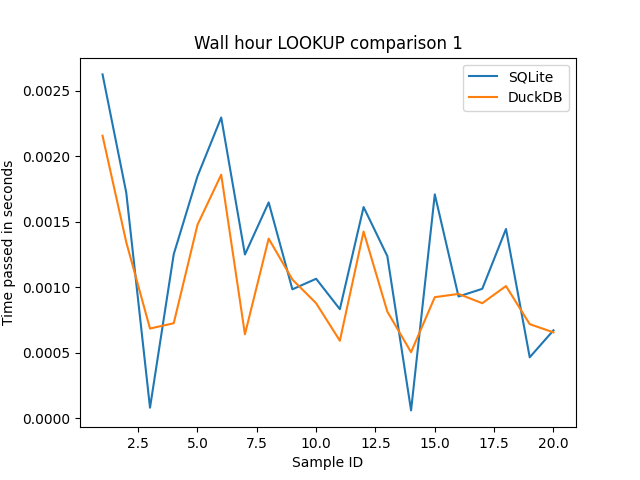 Wall hour LOOKUP comparison 1
SQLite
DuckDB
Time passed in seconds
0.0025
0.0020
0.0015
0.0010
0.0005
0.0000
2.5 5.0 7.5 10.0 12.5 15.0 17.5 20.0
Sample ID